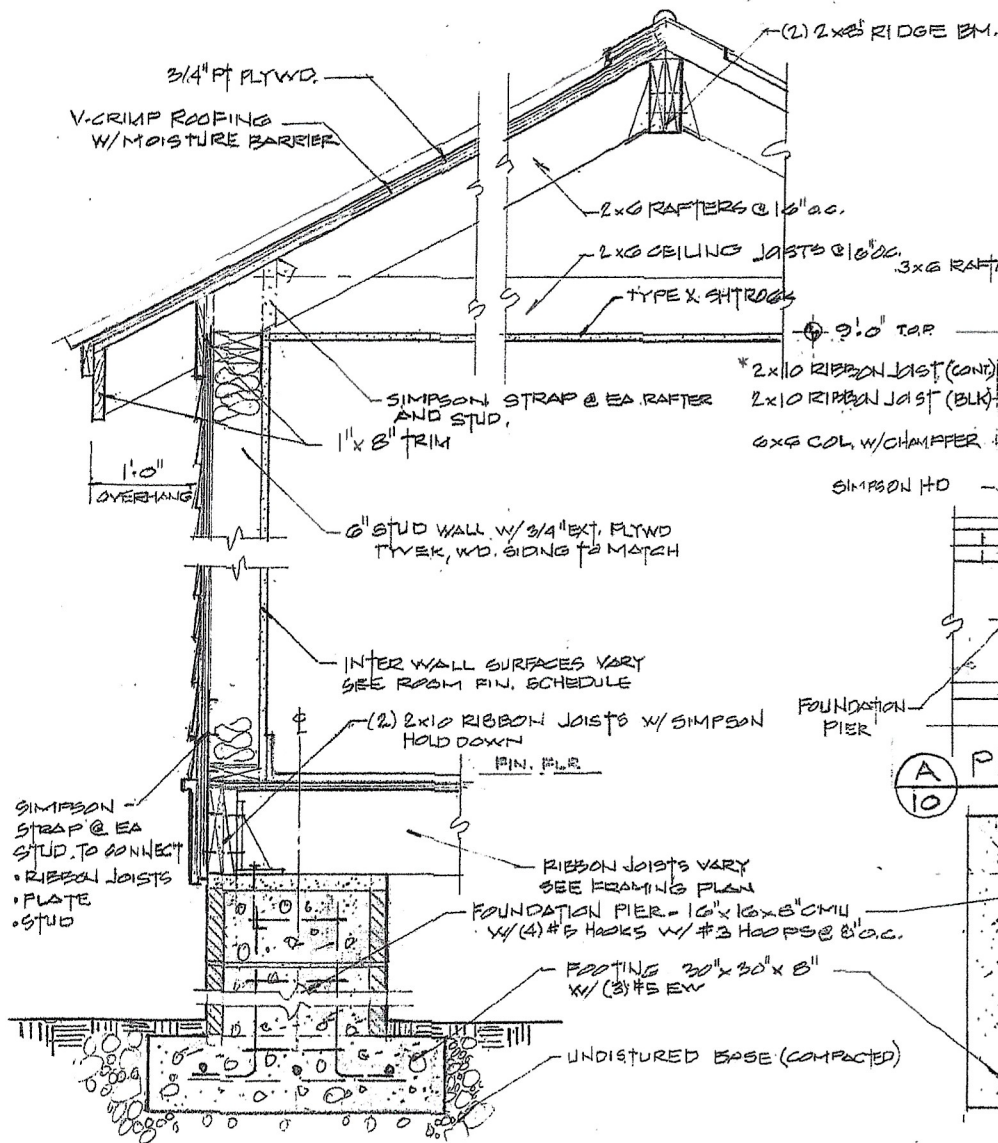 (2) 2x8" RIDGE BM.
3/4" PT PLYWD.
V-CRIMP ROOFING
W/MOISTURE BARRIER
2x6 RAFTERS @ 16" O.C.
2x6 CEILING JOISTS @ 16" O.C.
3x6 RAFT
TYPE X SHTROCK
9'-0" T.O.P.
* 2x10 RIBBON JOIST (CONT.)
2x10 RIBBON JOIST (BLK)
SIMPSON STRAP @ EA. RAFTER
AND STUD.
1" x 8" TRIM
6x6 COL. W/CHAMFFER
1'-0"
OVERHANG
SIMPSON HD
6" STUD WALL W/ 3/4" EXT. PLYWD
TYVEK, WD. SIDING TO MATCH
INTER WALL SURFACES VARY
SEE ROOM FIN. SCHEDULE
FOUNDATION
PIER
℄
(2) 2x10 RIBBON JOISTS W/ SIMPSON
HOLD DOWN
FIN. FLR.
A
10
P
SIMPSON
STRAP @ EA
STUD. TO CONNECT
• RIBBON JOISTS
• PLATE
• STUD
RIBBON JOISTS VARY
SEE FRAMING PLAN
FOUNDATION PIER - 16" x 16 x 8" CMU
W/(4) #5 HOOKS W/ #3 HOOPS @ 8" O.C.
FOOTING 30" x 30" x 8"
W/ (3) #5 EW
UNDISTURED BASE (COMPACTED)